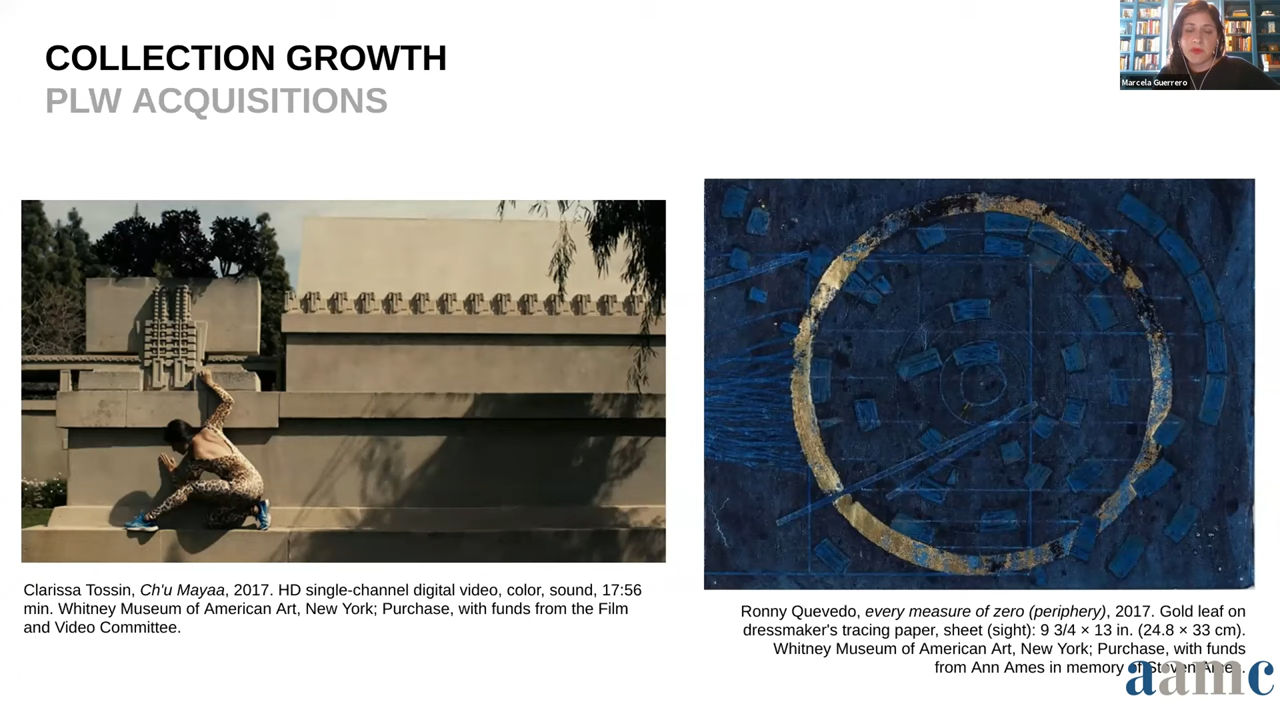 COLLECTION GROWTH
PLW ACQUISITIONS
Marcela Guerrero
Clarissa Tossin, Ch'u Mayaa, 2017. HD single-channel digital video, color, sound, 17:56
min. Whitney Museum of American Art, New York; Purchase, with funds from the Film
and Video Committee.
Ronny Quevedo, every measure of zero (periphery), 2017. Gold leaf on
dressmaker's tracing paper, sheet (sight): 9 3/4 × 13 in. (24.8 × 33 cm).
Whitney Museum of American Art, New York; Purchase, with funds
from Ann Ames in memory of Steven
aamc